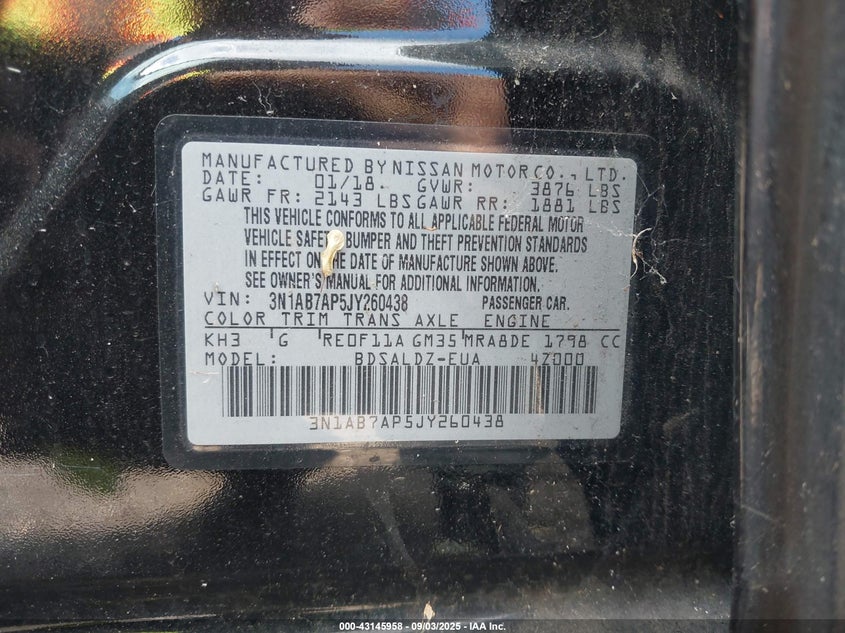 MANUFACTURED BY NISSAN MOTOR CO., LTD.
DATE: 01/18 GVWR: 3876 LBS
GAWR FR: 2143 LBS GAWR RR: 1881 LBS
THIS VEHICLE CONFORMS TO ALL APPLICABLE FEDERAL MOTOR
VEHICLE SAFETY, BUMPER AND THEFT PREVENTION STANDARDS
IN EFFECT ON THE DATE OF MANUFACTURE SHOWN ABOVE.
SEE OWNER'S MANUAL FOR ADDITIONAL INFORMATION.
VIN: 3N1AB7AP5JY260438 PASSENGER CAR.
COLOR TRIM TRANS AXLE ENGINE
KH3 G RE0F11A GM35 MRA8DE 1798 CC
MODEL: BDSALDZ-EUA 4Z000
3N1AB7AP5JY260438
000-43145958 - 09/03/2025 - IAA Inc.